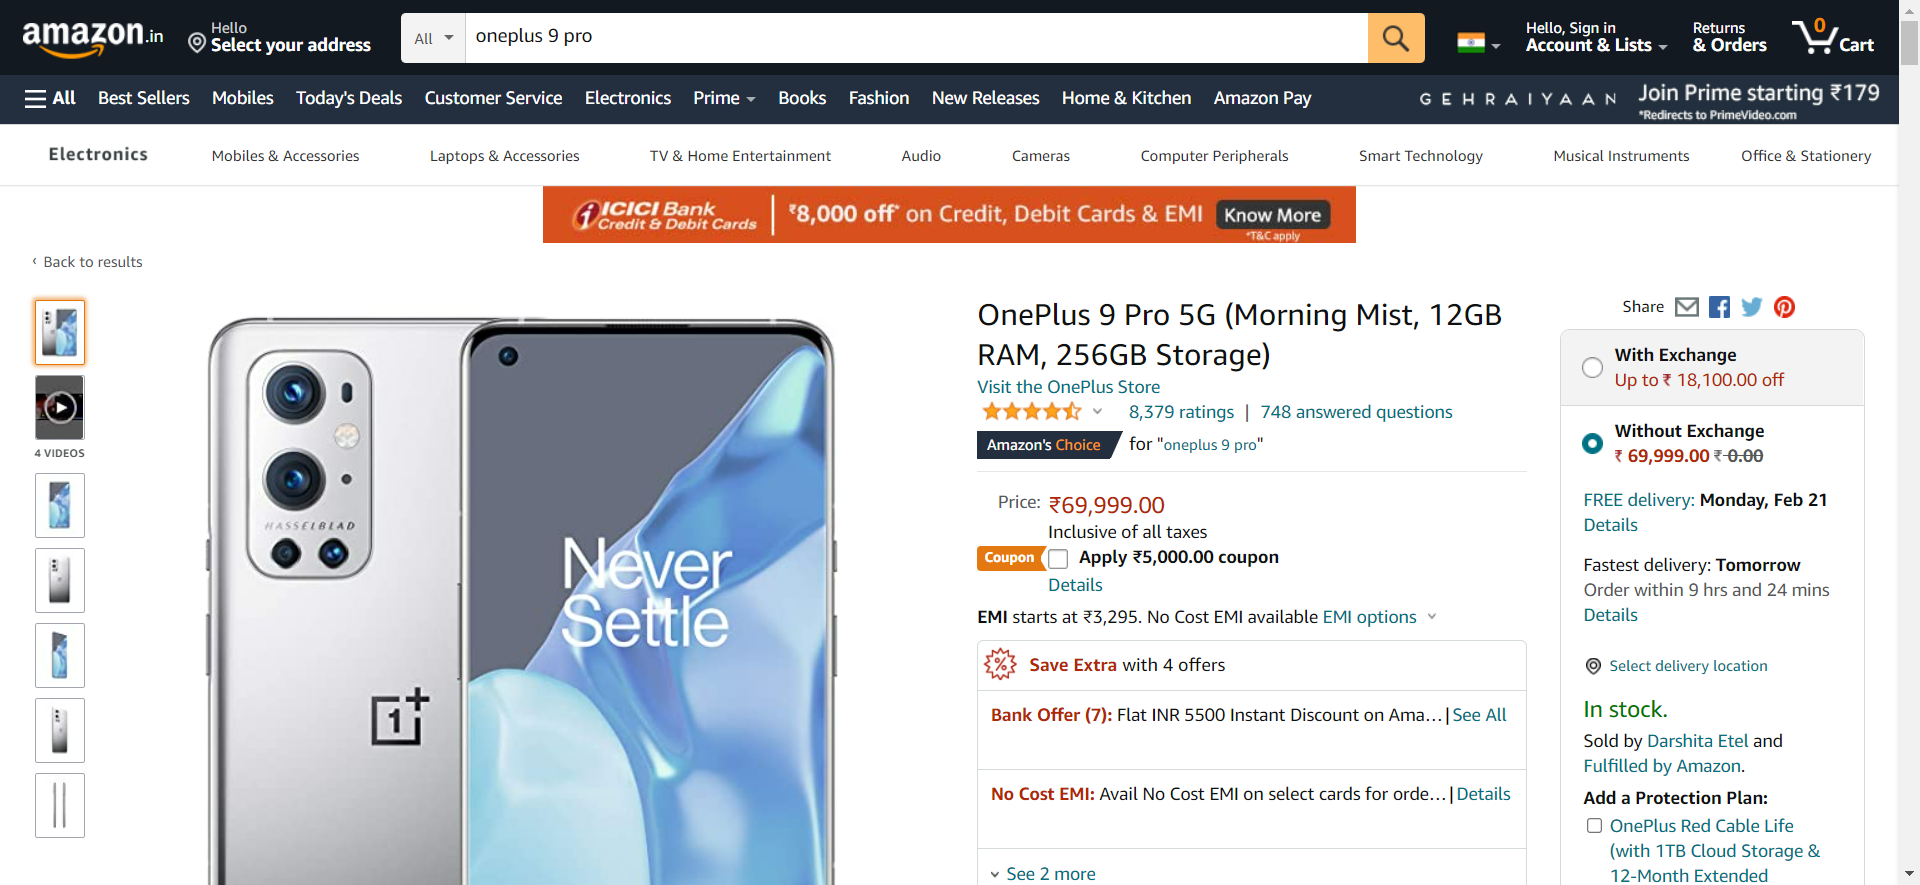 amazon.in
Hello
Select your address
All
oneplus 9 pro
Hello, Sign in
Account & Lists
Returns
& Orders
0
Cart
All
Best Sellers
Mobiles
Today's Deals
Customer Service
Electronics
Prime
Books
Fashion
New Releases
Home & Kitchen
Amazon Pay
GEHRAIYAAN
Join Prime starting ₹179
*Redirects to PrimeVideo.com
Electronics
Mobiles & Accessories
Laptops & Accessories
TV & Home Entertainment
Audio
Cameras
Computer Peripherals
Smart Technology
Musical Instruments
Office & Stationery
ICICI Bank
Credit & Debit Cards
₹8,000 off* on Credit, Debit Cards & EMI
Know More
*T&C apply
‹ Back to results
4 VIDEOS
HASSELBLAD
Never
Settle
OnePlus 9 Pro 5G (Morning Mist, 12GB
RAM, 256GB Storage)
Visit the OnePlus Store
8,379 ratings | 748 answered questions
Amazon's Choice for "oneplus 9 pro"
Price: ₹69,999.00
Inclusive of all taxes
Coupon Apply ₹5,000.00 coupon
Details
EMI starts at ₹3,295. No Cost EMI available EMI options
Save Extra with 4 offers
Bank Offer (7): Flat INR 5500 Instant Discount on Ama… | See All
No Cost EMI: Avail No Cost EMI on select cards for orde… | Details
See 2 more
Share
With Exchange
Up to ₹ 18,100.00 off
Without Exchange
₹ 69,999.00 ₹ 0.00
FREE delivery: Monday, Feb 21
Details
Fastest delivery: Tomorrow
Order within 9 hrs and 24 mins
Details
Select delivery location
In stock.
Sold by Darshita Etel and
Fulfilled by Amazon.
Add a Protection Plan:
OnePlus Red Cable Life
(with 1TB Cloud Storage &
12-Month Extended